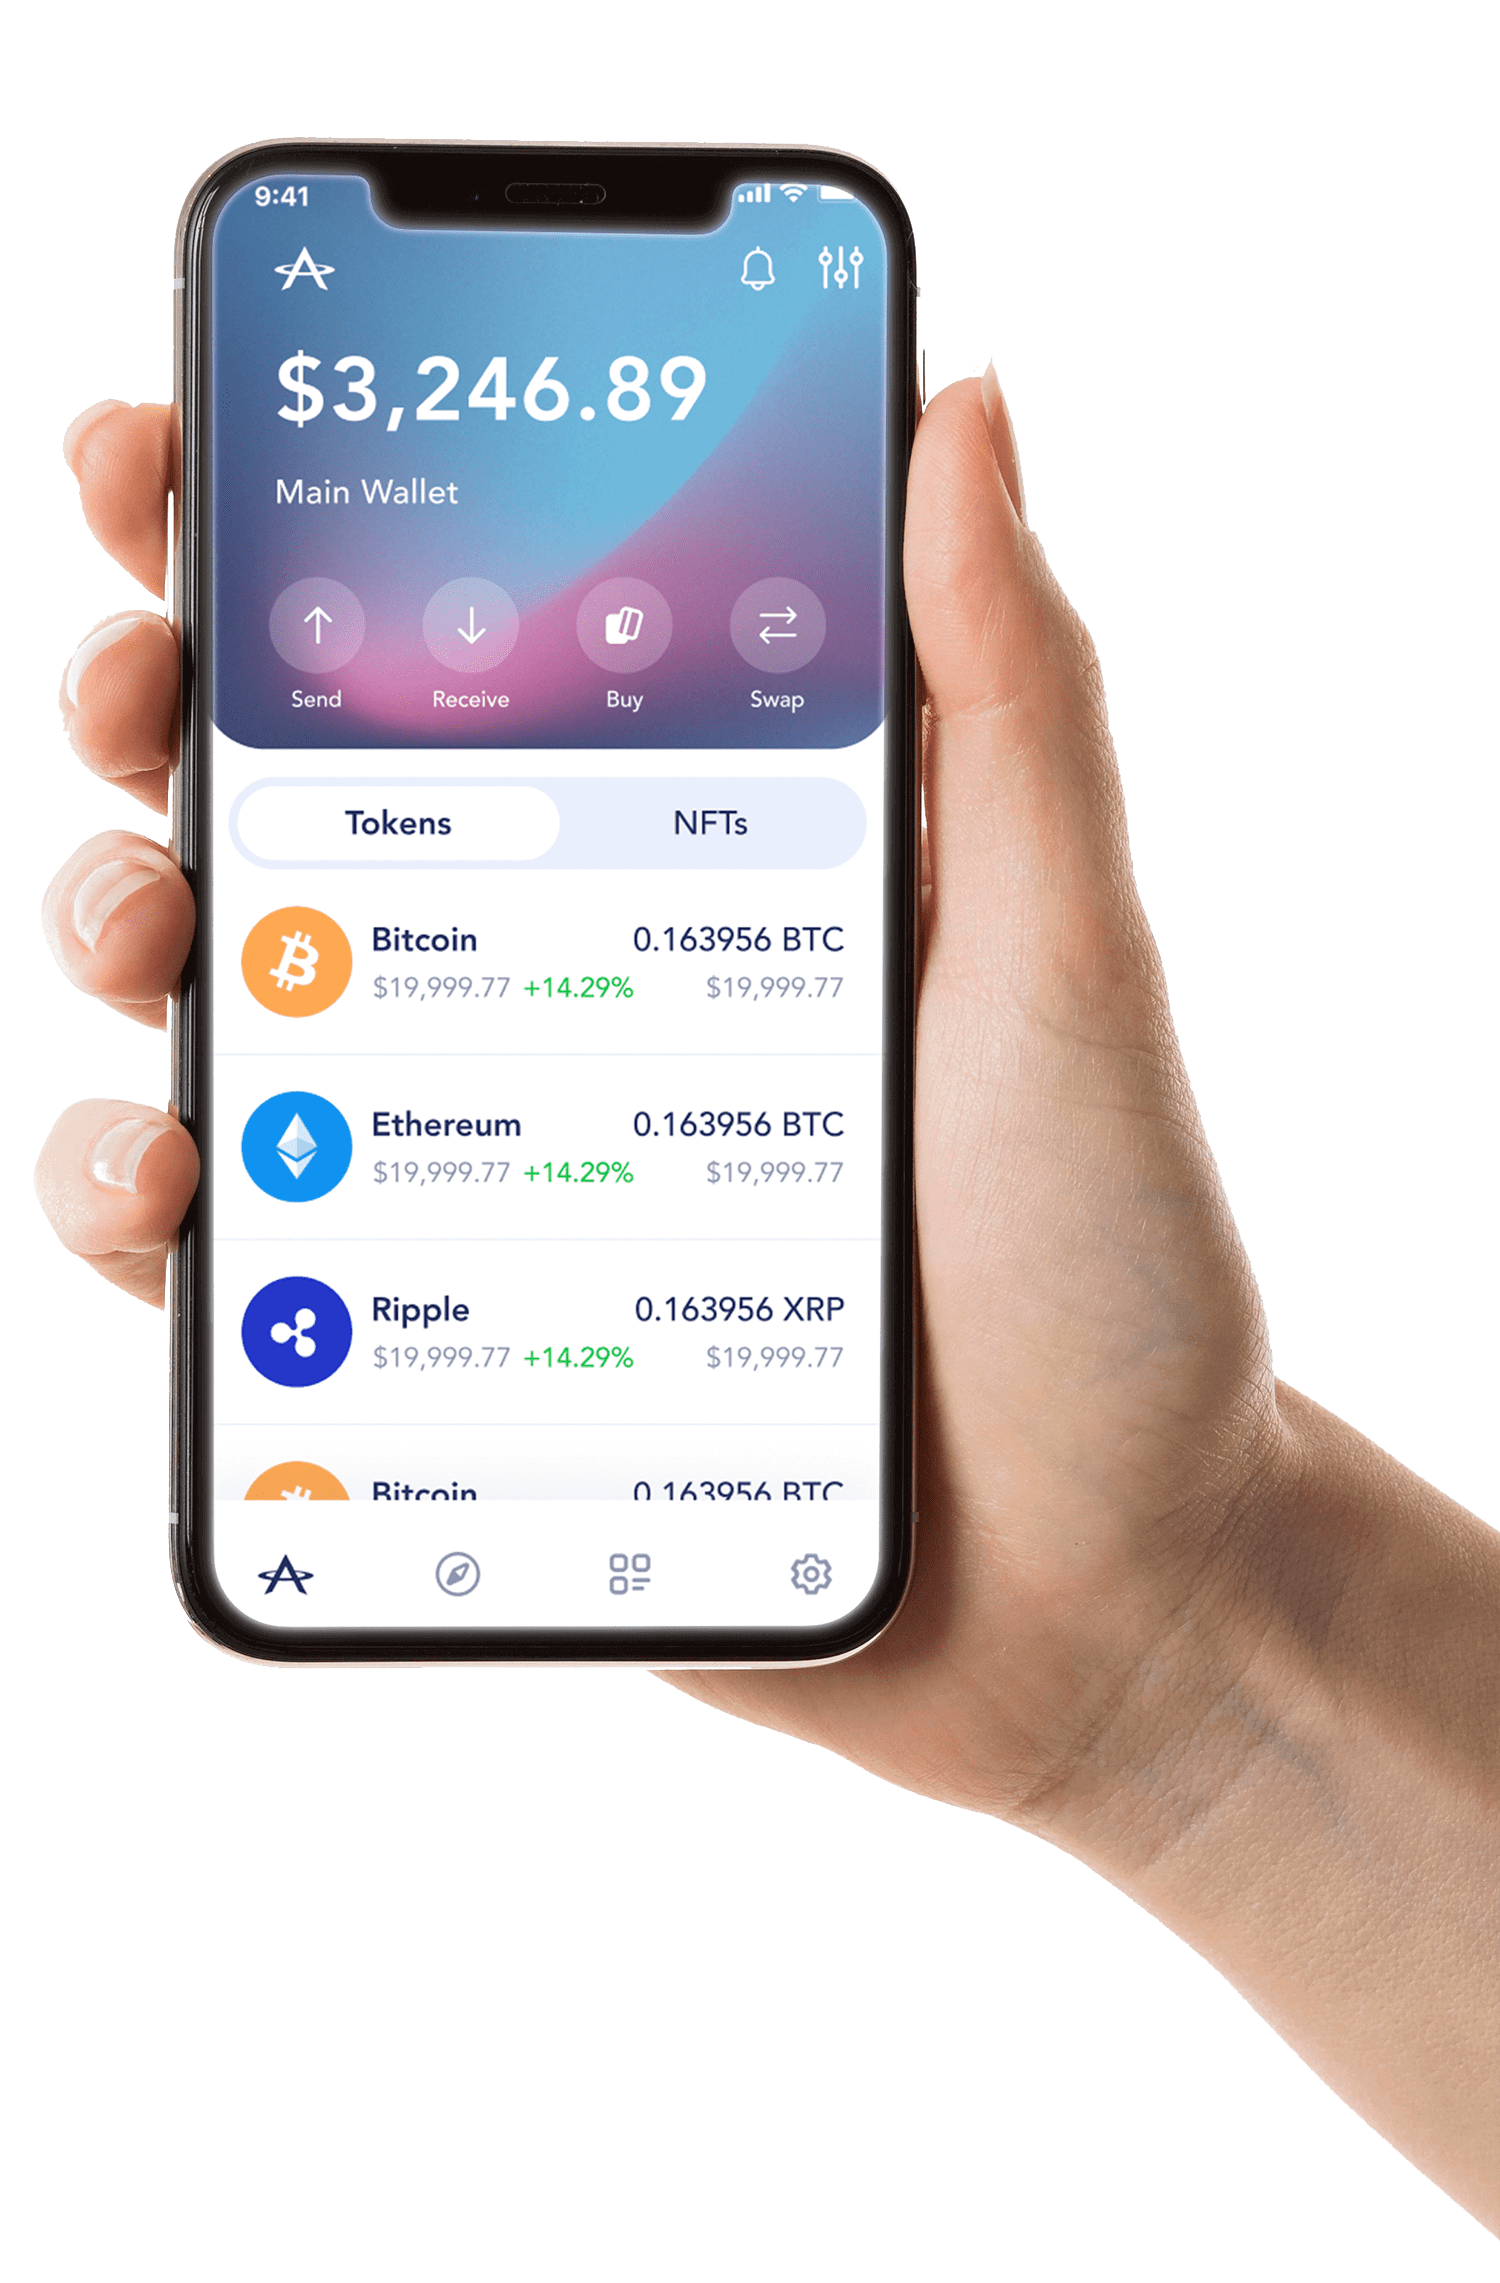 9:41
$3,246.89
Main Wallet
Send Receive Buy Swap
Tokens NFTs
Bitcoin 0.163956 BTC
$19,999.77 +14.29% $19,999.77
Ethereum 0.163956 BTC
$19,999.77 +14.29% $19,999.77
Ripple 0.163956 XRP
$19,999.77 +14.29% $19,999.77
Bitcoin 0.163956 BTC